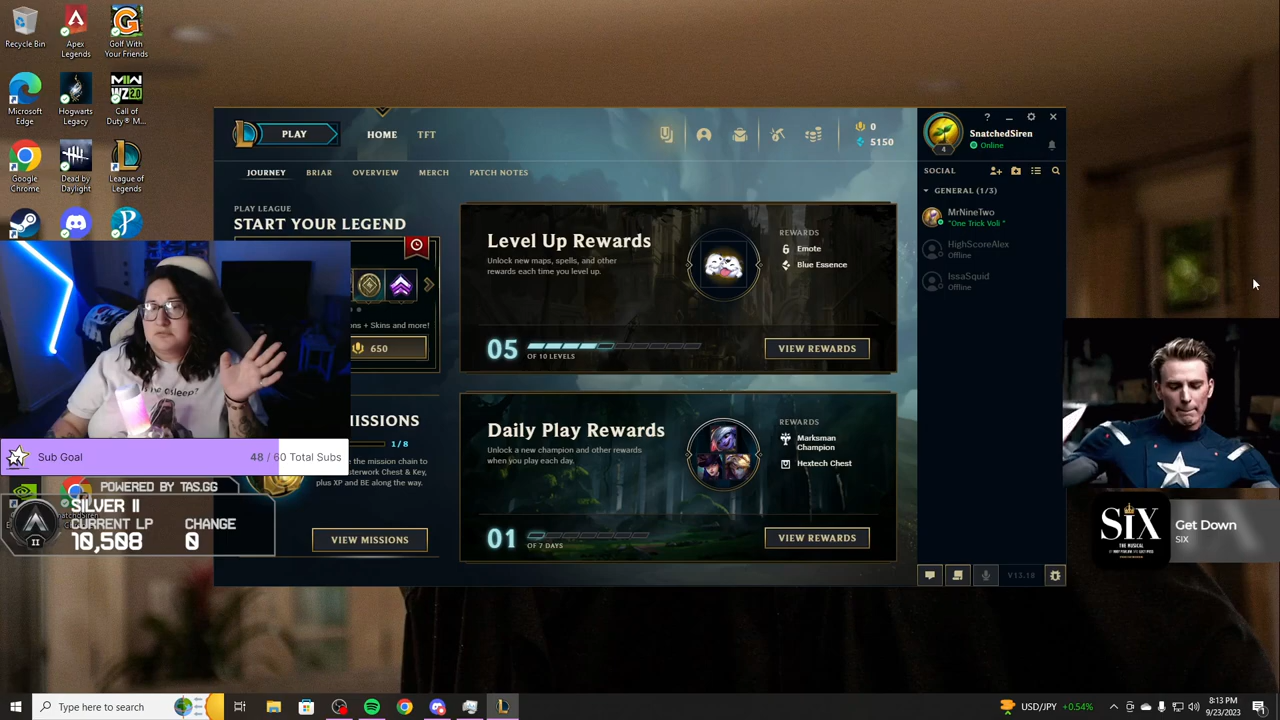 Recycle Bin
Apex
Legends
Golf With
Your Friends
Microsoft
Edge
Hogwarts
Legacy
Call of
Duty® M...
Google
Chrome
Dead by
Daylight
League of
Legends
PLAY
HOME
TFT
0
5150
JOURNEY
BRIAR
OVERVIEW
MERCH
PATCH NOTES
PLAY LEAGUE
START YOUR LEGEND
ns + Skins and more!
650
MISSIONS
1 / 8
e the mission chain to
sterwork Chest & Key,
plus XP and BE along the way.
VIEW MISSIONS
Level Up Rewards
Unlock new maps, spells, and other
rewards each time you level up.
REWARDS
Emote
Blue Essence
05
OF 10 LEVELS
VIEW REWARDS
Daily Play Rewards
Unlock a new champion and other rewards
when you play each day.
REWARDS
Marksman
Champion
Hextech Chest
01
OF 7 DAYS
VIEW REWARDS
4
SnatchedSiren
Online
SOCIAL
GENERAL (1/3)
MrNineTwo
"One Trick Voli "
HighScoreAlex
Offline
IssaSquid
Offline
V13.18
Sub Goal
48 / 60 Total Subs
POWERED BY TAS.GG
SILVER II
CURRENT LP
CHANGE
10,508
0
II
SIX
THE MUSICAL
Get Down
SIX
Type here to search
USD/JPY
+0.54%
8:13 PM
9/23/2023